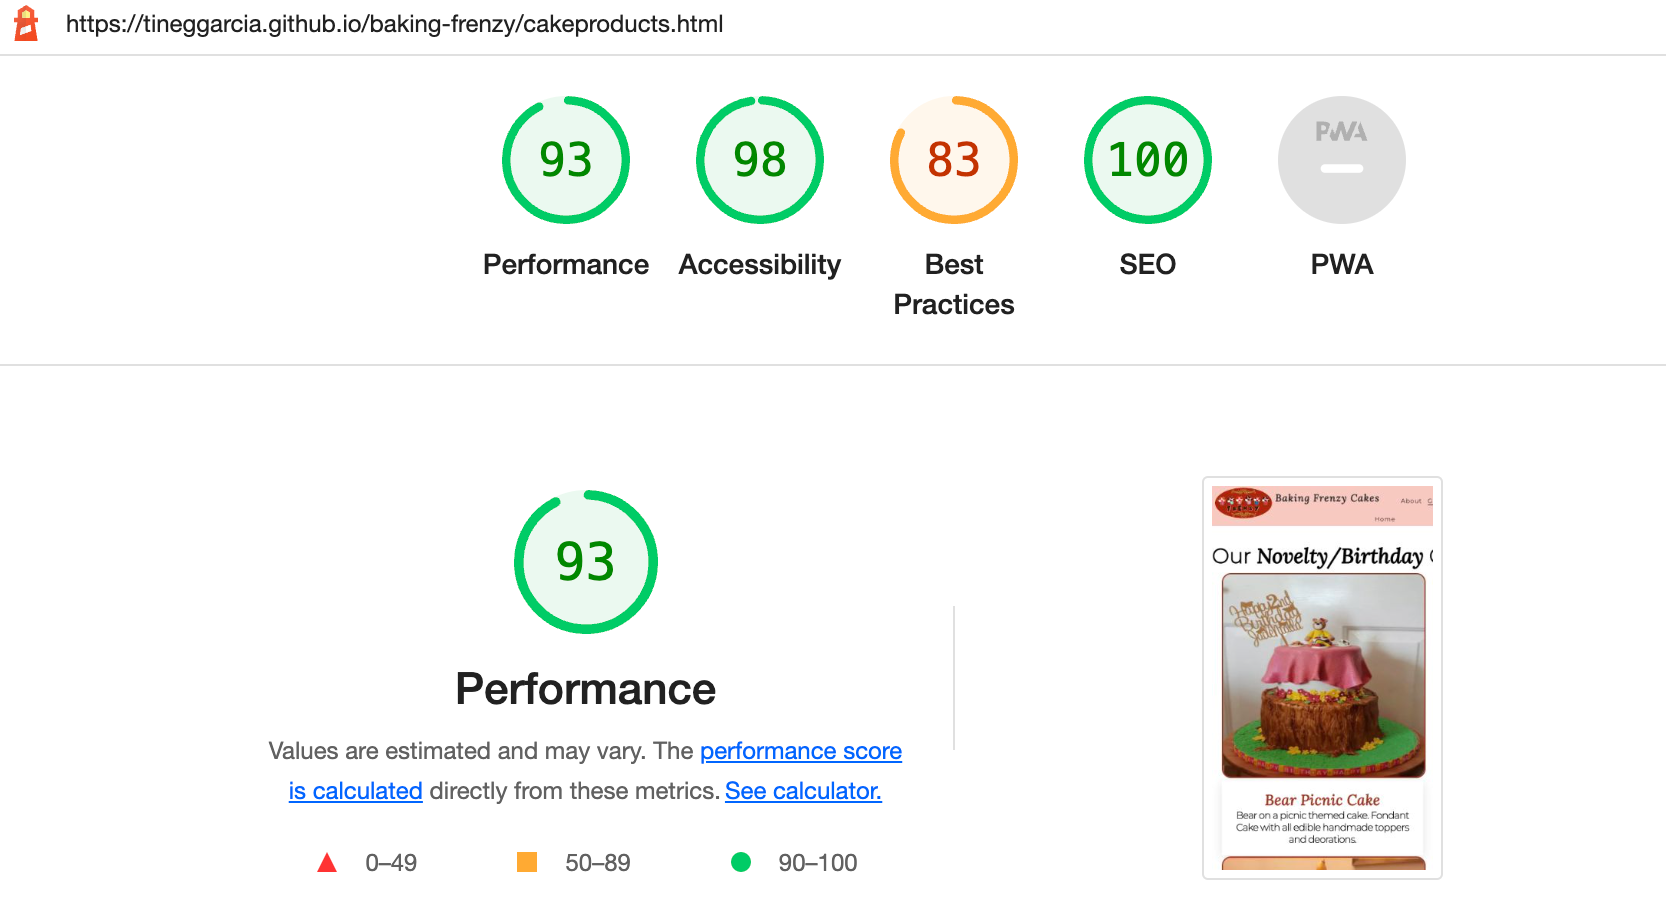 https://tineggarcia.github.io/baking-frenzy/cakeproducts.html
93
98
83
100
PWA
Performance
Accessibility
Best
Practices
SEO
PWA
93
Performance
Values are estimated and may vary. The performance score
is calculated directly from these metrics. See calculator.
0–49
50–89
90–100
Baking Frenzy Cakes
About
Home
Our Novelty/Birthday
Happy 2nd
Birthday
Bear Picnic Cake
Bear on a picnic themed cake. Fondant
Cake with all edible handmade toppers
and deorations.